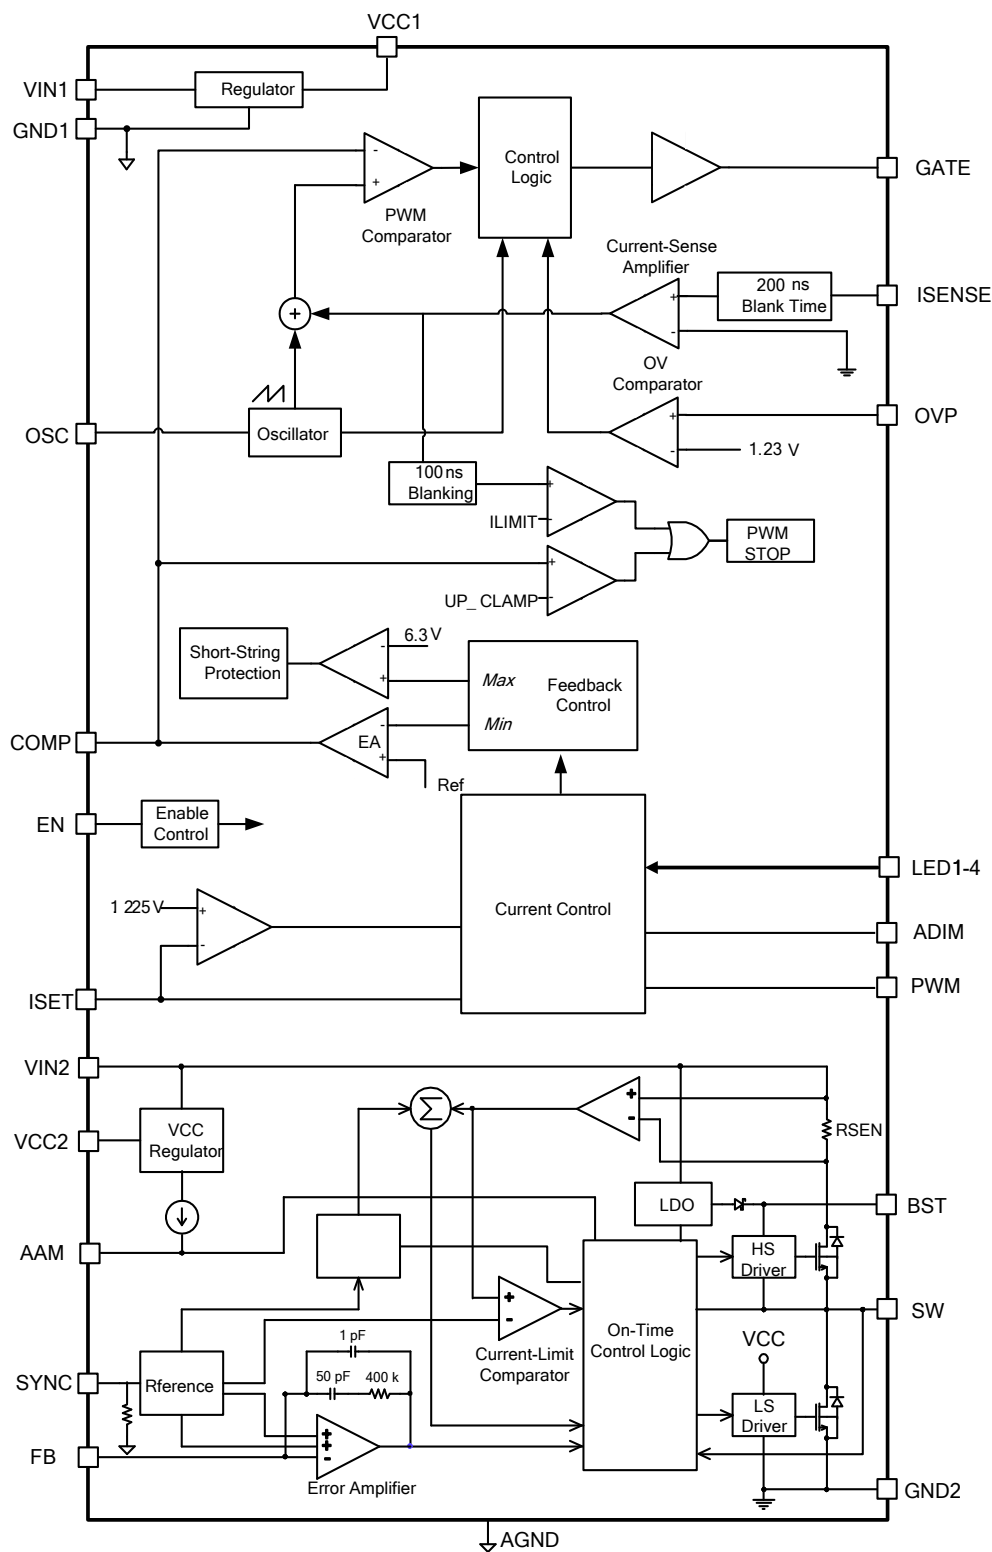 VCC1
VIN1
Regulator
GND1
-
+
PWM
Comparator
Control
Logic
GATE
Current-Sense
Amplifier
+
-
200 ns
Blank Time
ISENSE
+
OV
Comparator
+
-
1.23 V
OVP
OSC
Oscillator
100 ns
Blanking
+
-
ILIMIT
+
-
UP_ CLAMP
PWM
STOP
Short-String
Protection
-
+
6.3 V
Max
Min
Feedback
Control
COMP
-
EA
+
Ref
EN
Enable
Control
LED1-4
1 225 V
+
-
Current Control
ADIM
PWM
ISET
VIN2
Σ
+
-
RSEN
VCC2
VCC
Regulator
LDO
BST
AAM
HS
Driver
+
-
Current-Limit
Comparator
On-Time
Control Logic
SW
VCC
1 pF
50 pF
400 k
SYNC
Rference
LS
Driver
FB
+
+
-
Error Amplifier
GND2
AGND